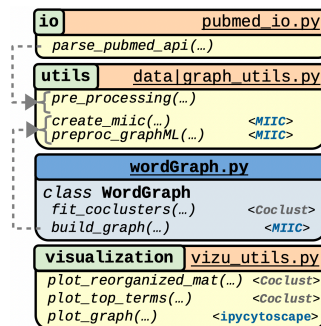 io pubmed_io.py
parse_pubmed_api(…)
utils data|graph_utils.py
pre_processing(…)
create_miic(…) <MIIC>
preproc_graphML(…) <MIIC>
wordGraph.py
class WordGraph
fit_coclusters(…) <Coclust>
build_graph(…) <MIIC>
visualization vizu_utils.py
plot_reorganized_mat(…) <Coclust>
plot_top_terms(…) <Coclust>
plot_graph(…) <ipycytoscape>